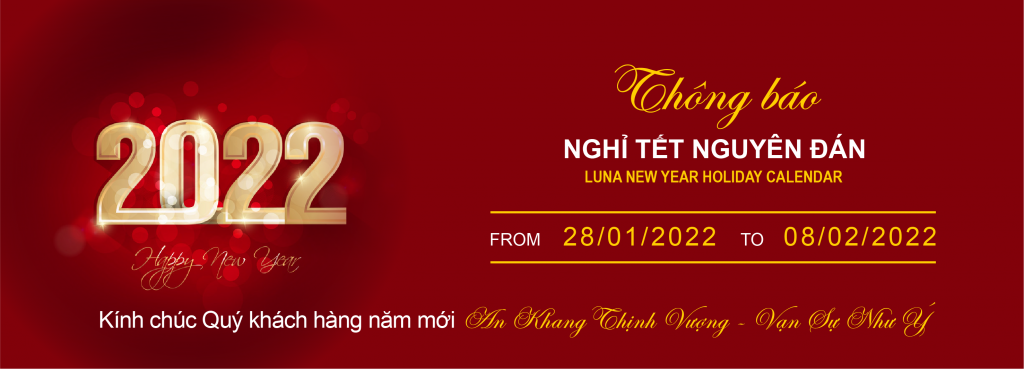 2022
Happy New Year
Thông báo
NGHỈ TẾT NGUYÊN ĐÁN
LUNA NEW YEAR HOLIDAY CALENDAR
FROM 28/01/2022 TO 08/02/2022
Kính chúc Quý khách hàng năm mới An Khang Thịnh Vượng - Vạn Sự Như Ý